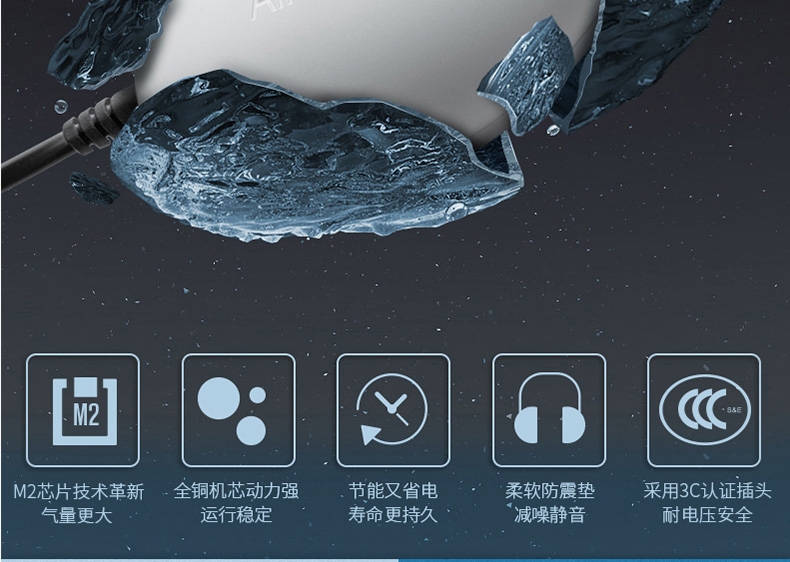 M2
S&E
M2芯片技术革新
气量更大
全铜机芯动力强
运行稳定
节能又省电
寿命更持久
柔软防震垫
减噪静音
采用3C认证插头
耐电压安全